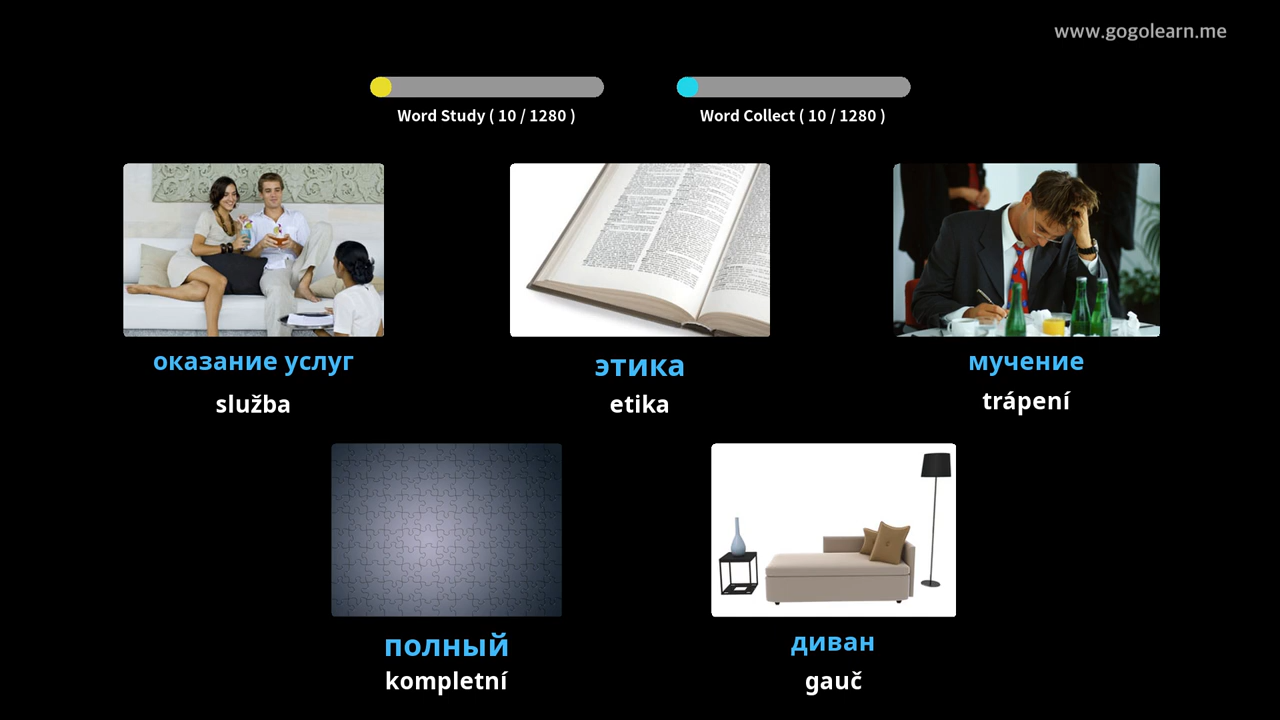 www.gogolearn.me
Word Study ( 10 / 1280 )
Word Collect ( 10 / 1280 )
оказание услуг
služba
этика
etika
мучение
trápení
полный
kompletní
диван
gauč